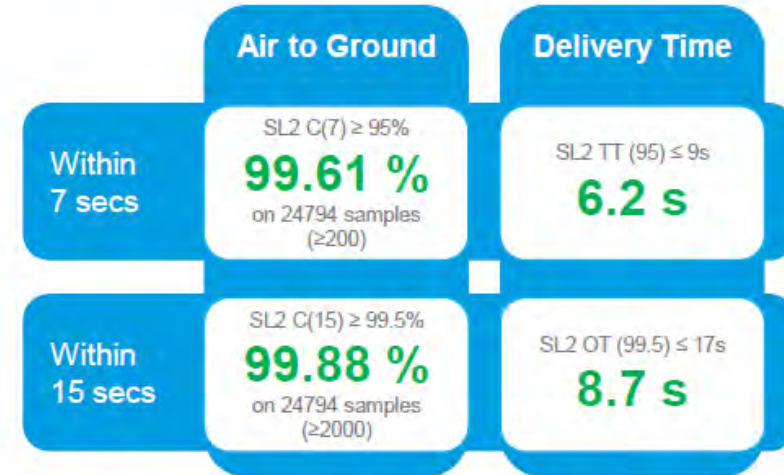 Air to Ground
Delivery Time
Within
7 secs
SL2 C(7) ≥ 95%
99.61 %
on 24794 samples
(≥200)
SL2 TT (95) ≤ 9s
6.2 s
Within
15 secs
SL2 C(15) ≥ 99.5%
99.88 %
on 24794 samples
(≥2000)
SL2 OT (99.5) ≤ 17s
8.7 s